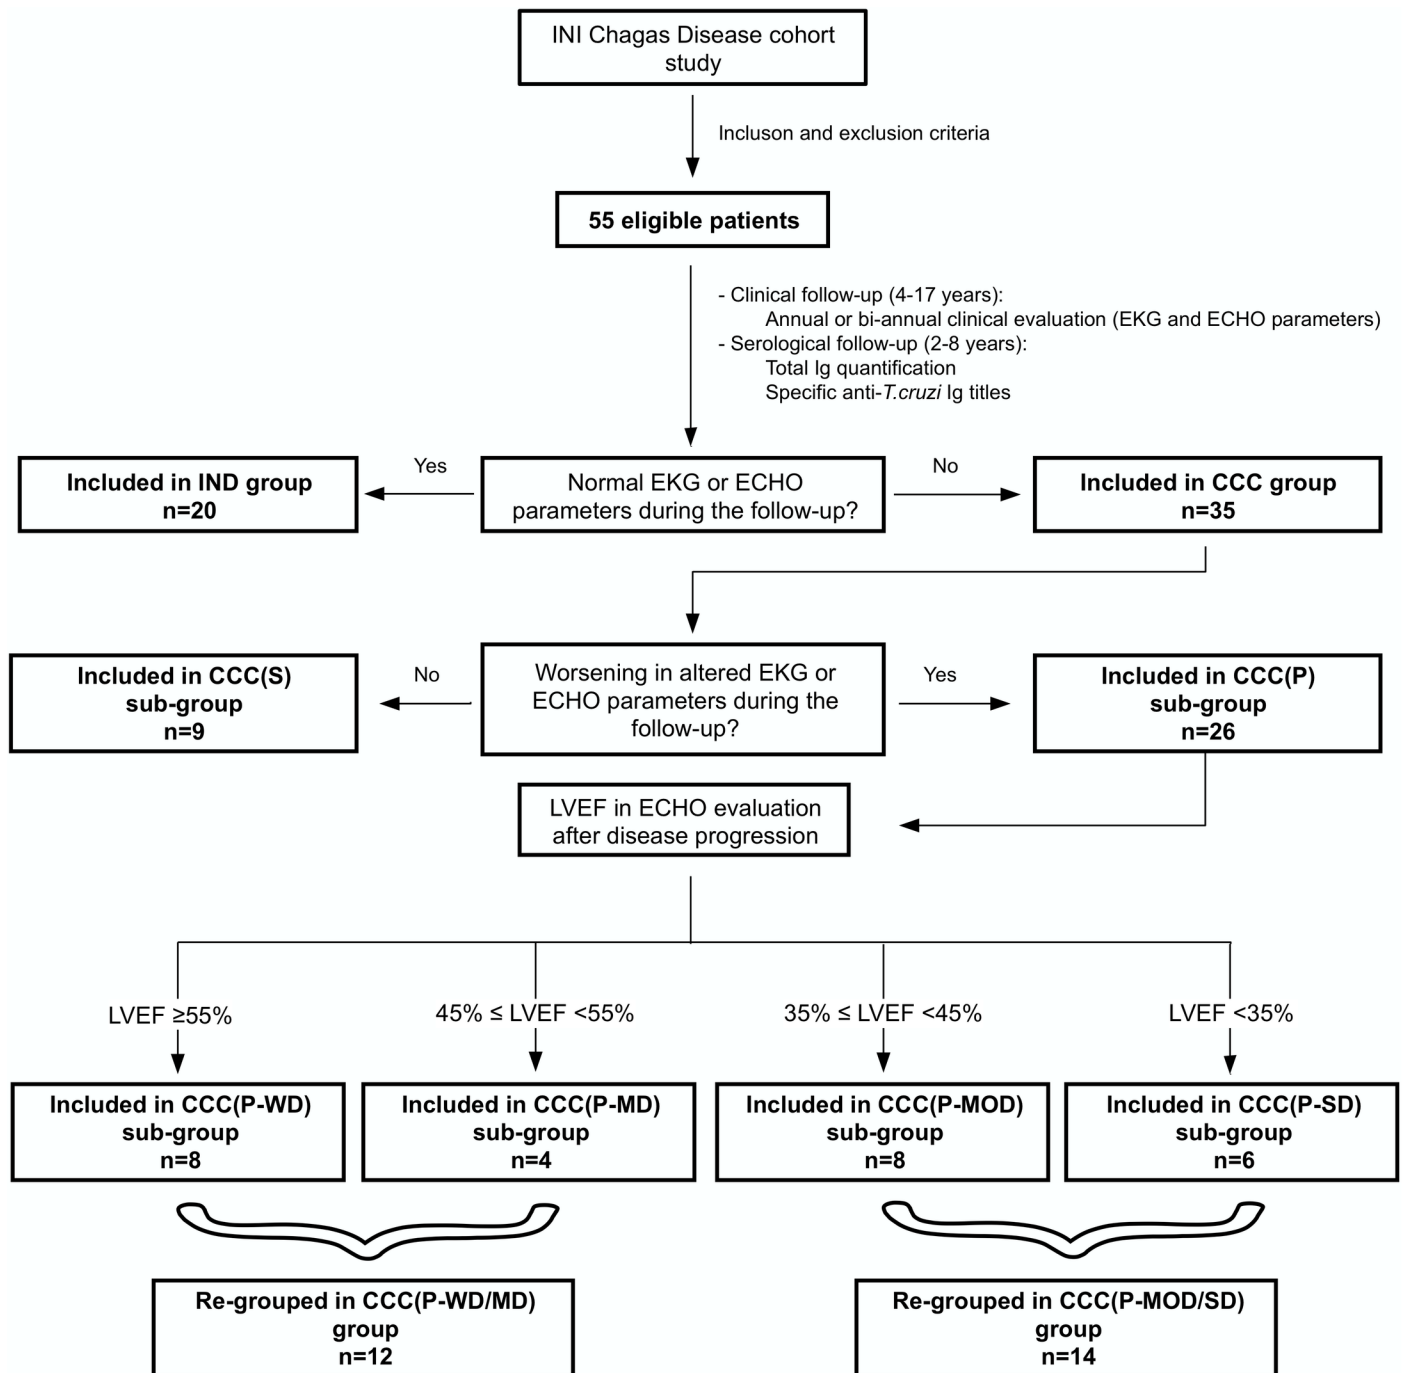 INI Chagas Disease cohort
study
Incluson and exclusion criteria
55 eligible patients
- Clinical follow-up (4-17 years):
Annual or bi-annual clinical evaluation (EKG and ECHO parameters)
- Serological follow-up (2-8 years):
Total Ig quantification
Specific anti-T.cruzi Ig titles
Included in IND group
n=20
Yes
Normal EKG or ECHO
parameters during the follow-up?
No
Included in CCC group
n=35
Included in CCC(S)
sub-group
n=9
No
Worsening in altered EKG or
ECHO parameters during the
follow-up?
Yes
Included in CCC(P)
sub-group
n=26
LVEF in ECHO evaluation
after disease progression
LVEF ≥55%
45% ≤ LVEF <55%
35% ≤ LVEF <45%
LVEF <35%
Included in CCC(P-WD)
sub-group
n=8
Included in CCC(P-MD)
sub-group
n=4
Included in CCC(P-MOD)
sub-group
n=8
Included in CCC(P-SD)
sub-group
n=6
Re-grouped in CCC(P-WD/MD)
group
n=12
Re-grouped in CCC(P-MOD/SD)
group
n=14